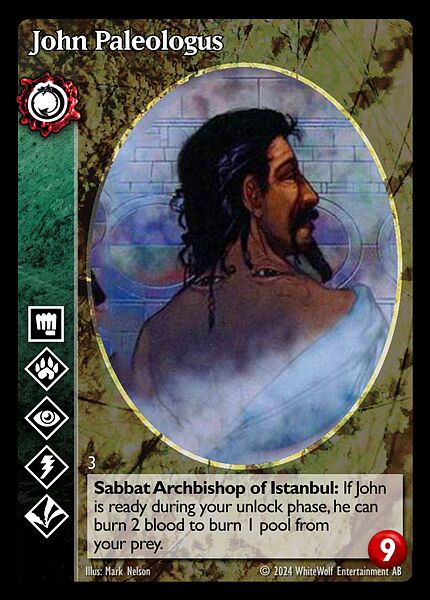 John Paleologus
3
Sabbat Archbishop of Istanbul: If John
is ready during your unlock phase, he can
burn 2 blood to burn 1 pool from
your prey.
9
Illus: Mark Nelson
© 2024 WhiteWolf Entertainment AB